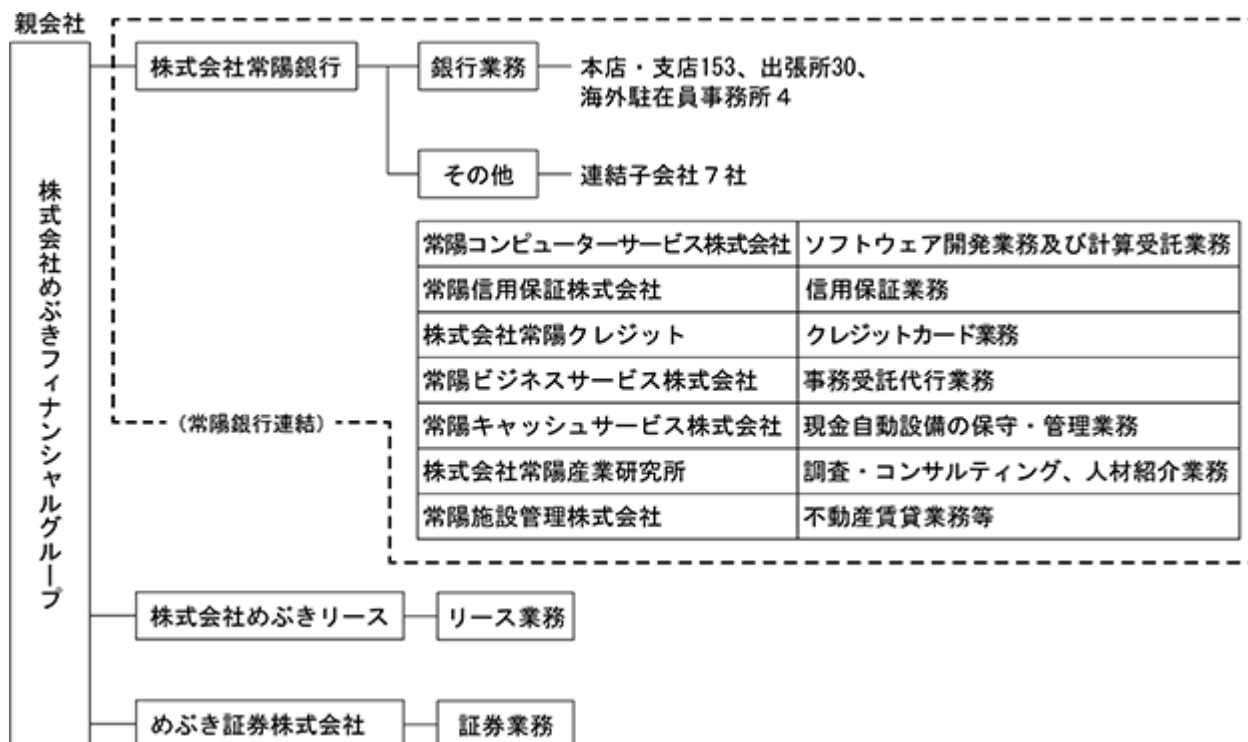 親会社
株式会社めぶきフィナンシャルグループ
株式会社常陽銀行
銀行業務
本店・支店153、出張所30、
海外駐在員事務所4
その他
連結子会社7社
常陽コンピューターサービス株式会社 ソフトウェア開発業務及び計算受託業務
常陽信用保証株式会社 信用保証業務
株式会社常陽クレジット クレジットカード業務
常陽ビジネスサービス株式会社 事務受託代行業務
常陽キャッシュサービス株式会社 現金自動設備の保守・管理業務
株式会社常陽産業研究所 調査・コンサルティング、人材紹介業務
常陽施設管理株式会社 不動産賃貸業務等
(常陽銀行連結)
株式会社めぶきリース
リース業務
めぶき証券株式会社
証券業務